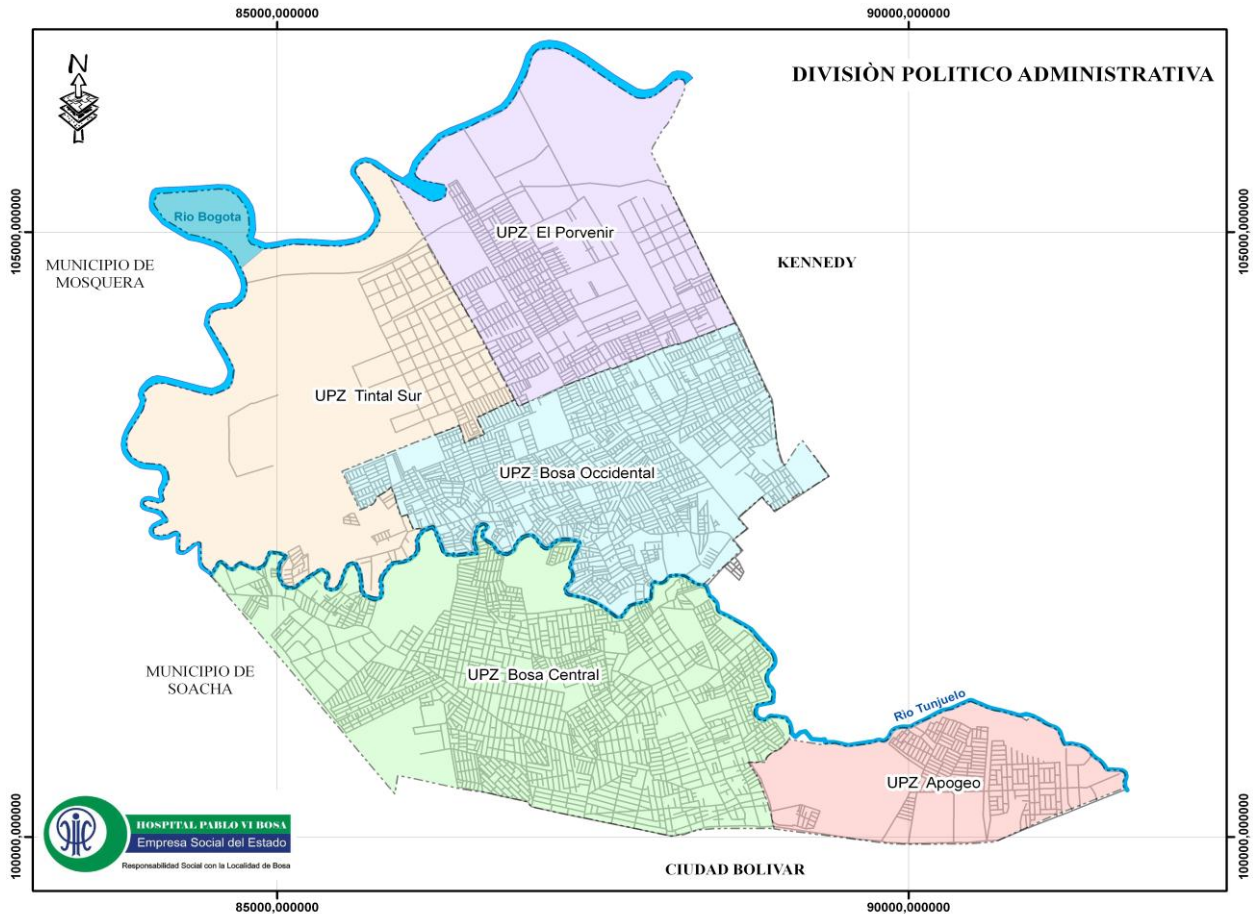 85000,000000
90000,000000
N
DIVISIÒN POLITICO ADMINISTRATIVA
105000,000000
105000,000000
Rio Bogota
UPZ El Porvenir
MUNICIPIO DE
MOSQUERA
KENNEDY
UPZ Tintal Sur
UPZ Bosa Occidental
MUNICIPIO DE
SOACHA
UPZ Bosa Central
Rio Tunjuelo
UPZ Apogeo
HOSPITAL PABLO VI BOSA
Empresa Social del Estado
Responsabilidad Social con la Localidad de Bosa
CIUDAD BOLIVAR
100000,000000
100000,000000
85000,000000
90000,000000